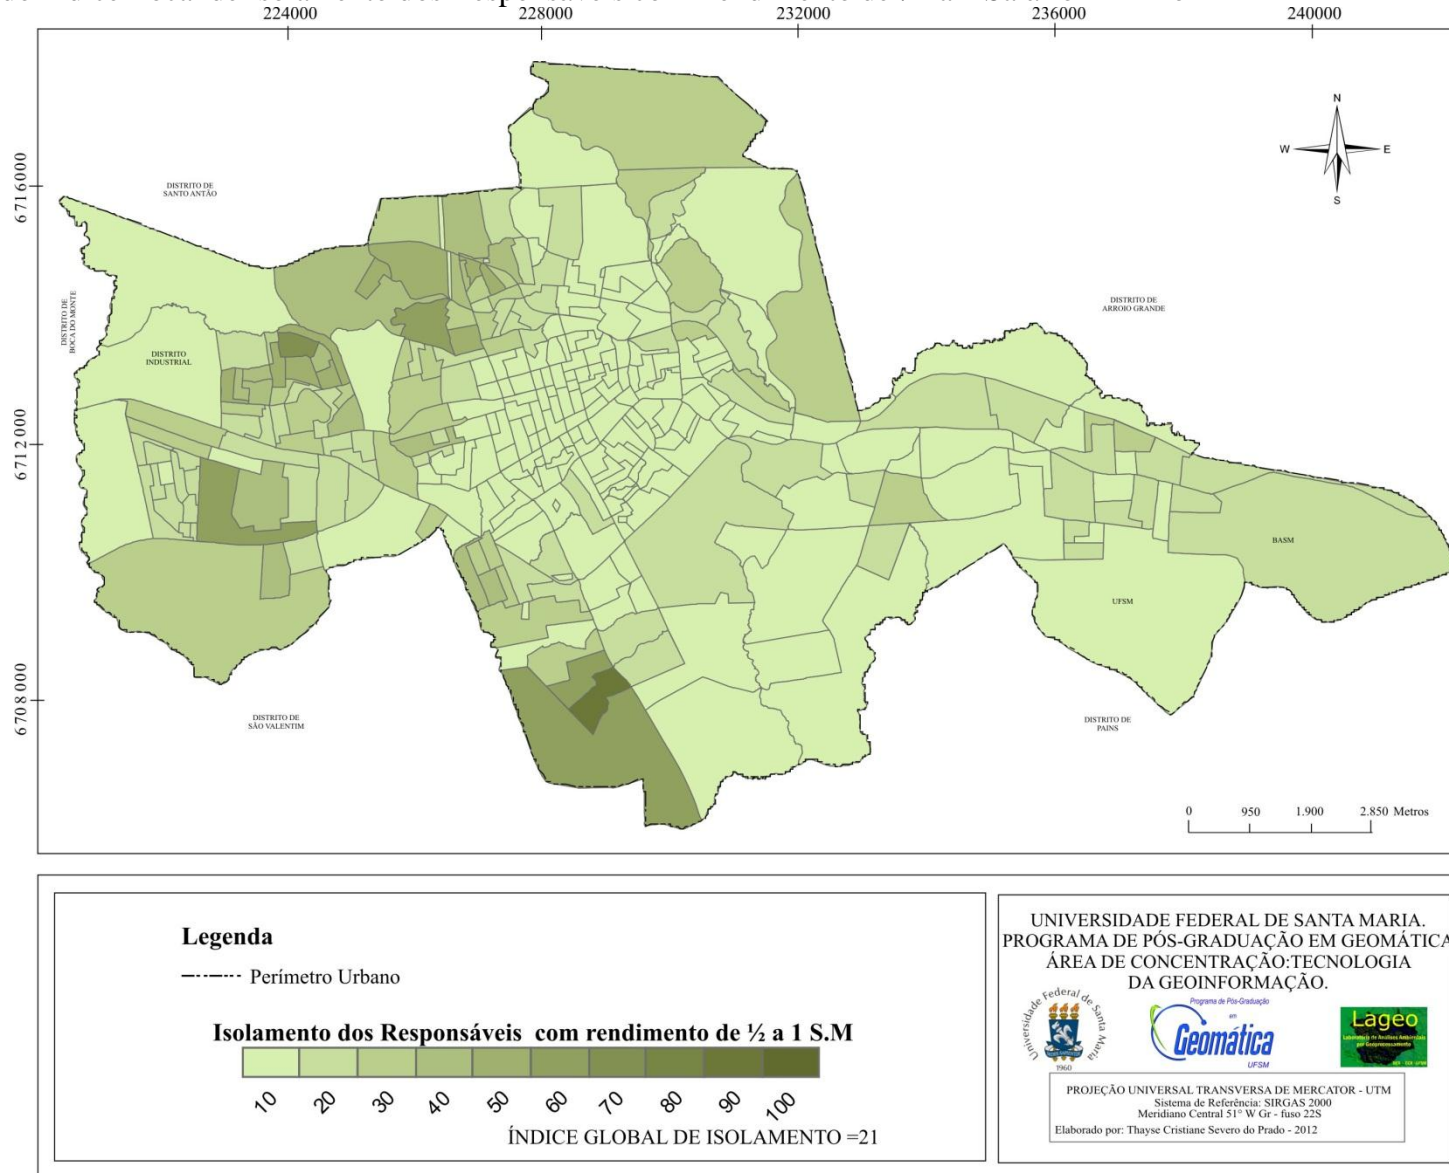 224000
228000
232000
236000
240000
6716000
6712000
6708000
N
W
E
S
DISTRITO DE
SANTO ANTÃO
DISTRITO DE
BOCA DO MONTE
DISTRITO
INDUSTRIAL
DISTRITO DE
ARROIO GRANDE
BASM
UFSM
DISTRITO DE
SÃO VALENTIM
DISTRITO DE
PAINS
0 950 1.900 2.850 Metros
Legenda
Perímetro Urbano
Isolamento dos Responsáveis com rendimento de ½ a 1 S.M
10 20 30 40 50 60 70 80 90 100
ÍNDICE GLOBAL DE ISOLAMENTO =21
UNIVERSIDADE FEDERAL DE SANTA MARIA.
PROGRAMA DE PÓS-GRADUAÇÃO EM GEOMÁTICA
ÁREA DE CONCENTRAÇÃO:TECNOLOGIA
DA GEOINFORMAÇÃO.
Universidade Federal de Santa Maria
1960
Programa de Pós-Graduação
em
Geomática
UFSM
Lageo
Laboratório de Análises Ambientais
por Geoprocessamento
PROJEÇÃO UNIVERSAL TRANSVERSA DE MERCATOR - UTM
Sistema de Referência: SIRGAS 2000
Meridiano Central 51° W Gr - fuso 22S
Elaborado por: Thayse Cristiane Severo do Prado - 2012